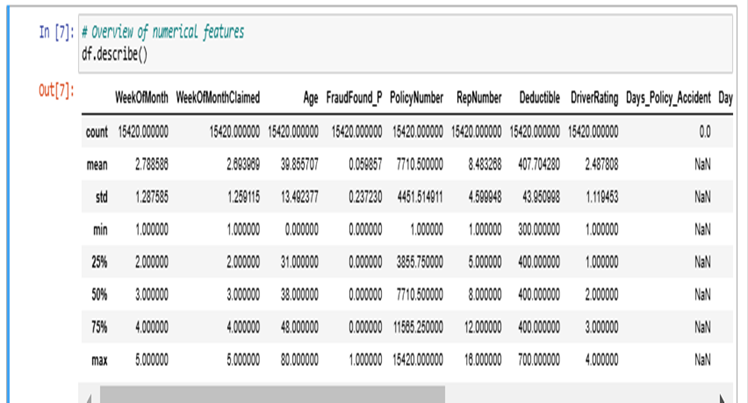 In [7]: # Overview of numerical features
df.describe()
Out[7]:
WeekOfMonth WeekOfMonthClaimed Age FraudFound_P PolicyNumber RepNumber Deductible DriverRating Days_Policy_Accident Day
count 15420.000000 15420.000000 15420.000000 15420.000000 15420.000000 15420.000000 15420.000000 15420.000000 0.0
mean 2.788586 2.693969 39.855707 0.059857 7710.500000 8.483268 407.704280 2.487808 NaN
std 1.287585 1.259115 13.492377 0.237230 4451.514911 4.599948 43.950998 1.119453 NaN
min 1.000000 1.000000 0.000000 0.000000 1.000000 1.000000 300.000000 1.000000 NaN
25% 2.000000 2.000000 31.000000 0.000000 3855.750000 5.000000 400.000000 1.000000 NaN
50% 3.000000 3.000000 38.000000 0.000000 7710.500000 8.000000 400.000000 2.000000 NaN
75% 4.000000 4.000000 48.000000 0.000000 11565.250000 12.000000 400.000000 3.000000 NaN
max 5.000000 5.000000 80.000000 1.000000 15420.000000 16.000000 700.000000 4.000000 NaN